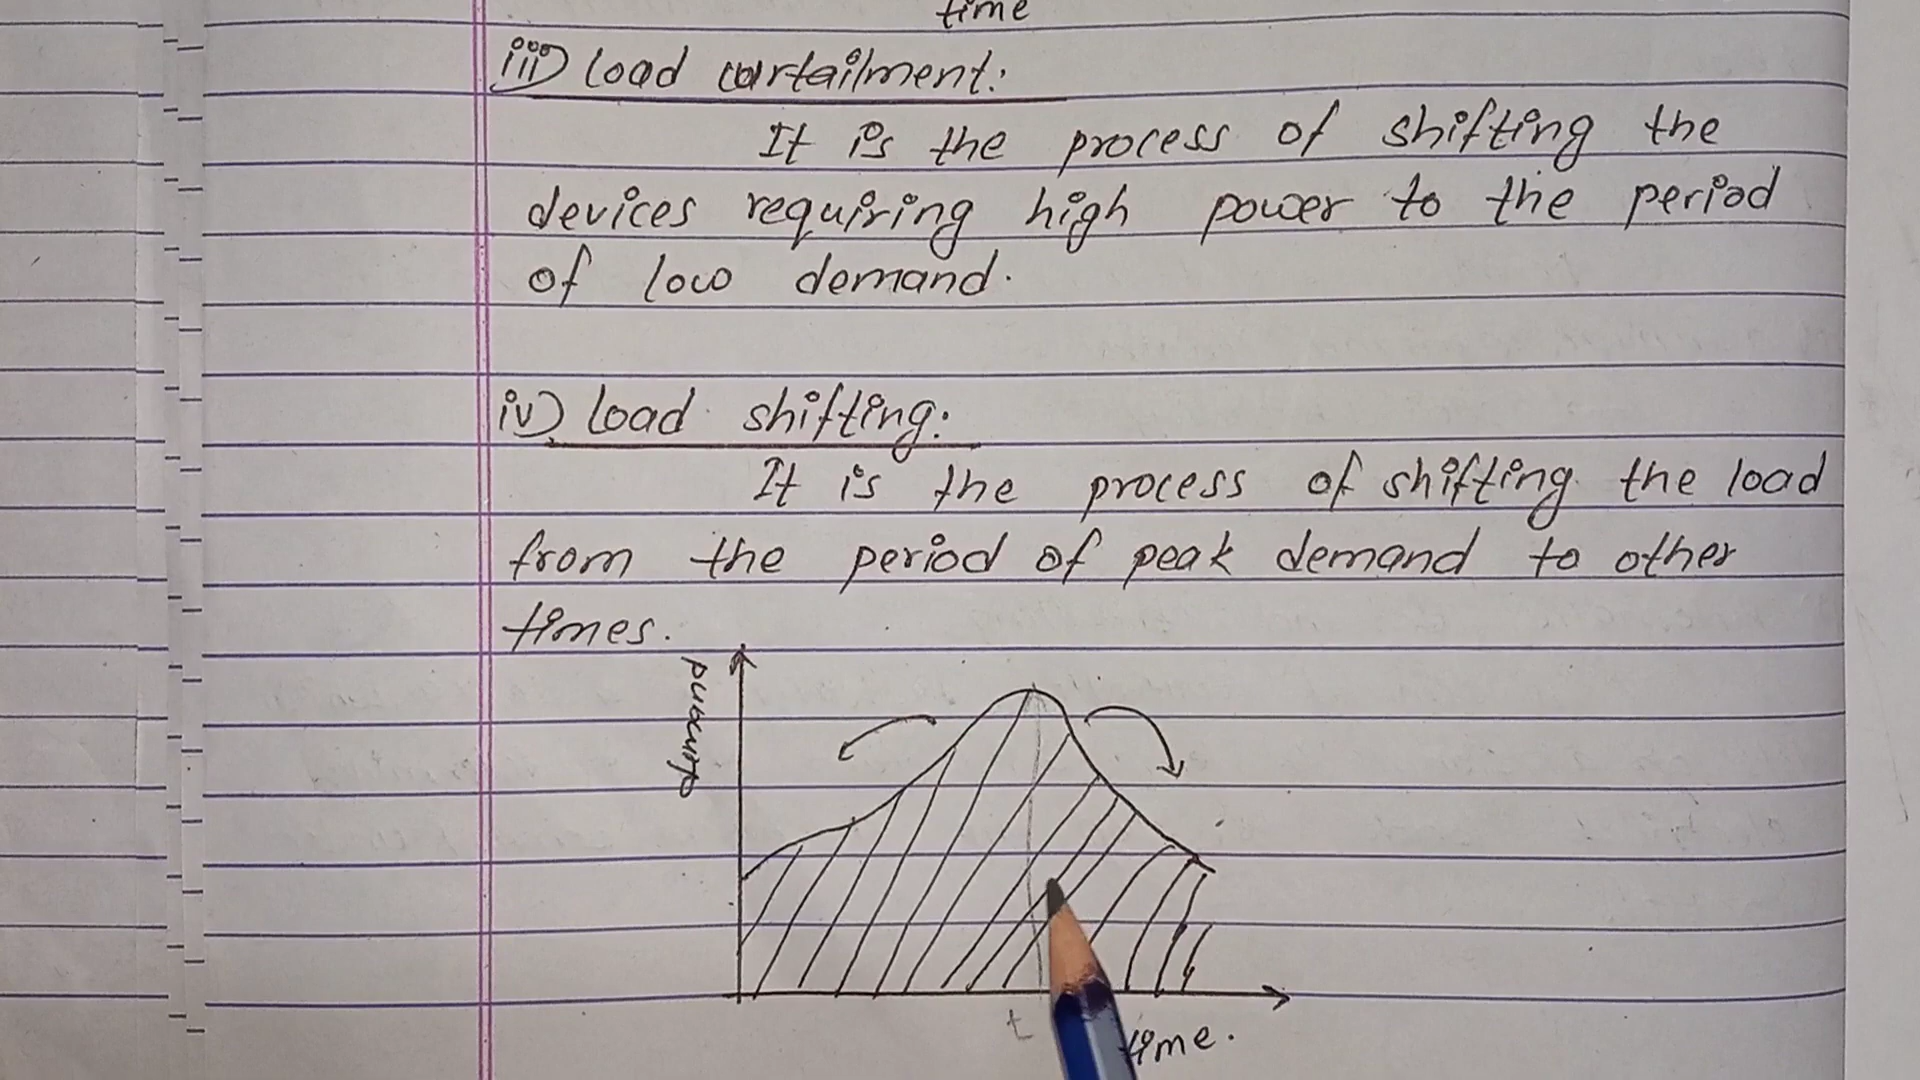 time
iii) Load curtailment:
It is the process of shifting the
devices requiring high power to the period
of low demand.
iv) Load shifting:
It is the process of shifting the load
from the period of peak demand to other
times.
demand
t
time.